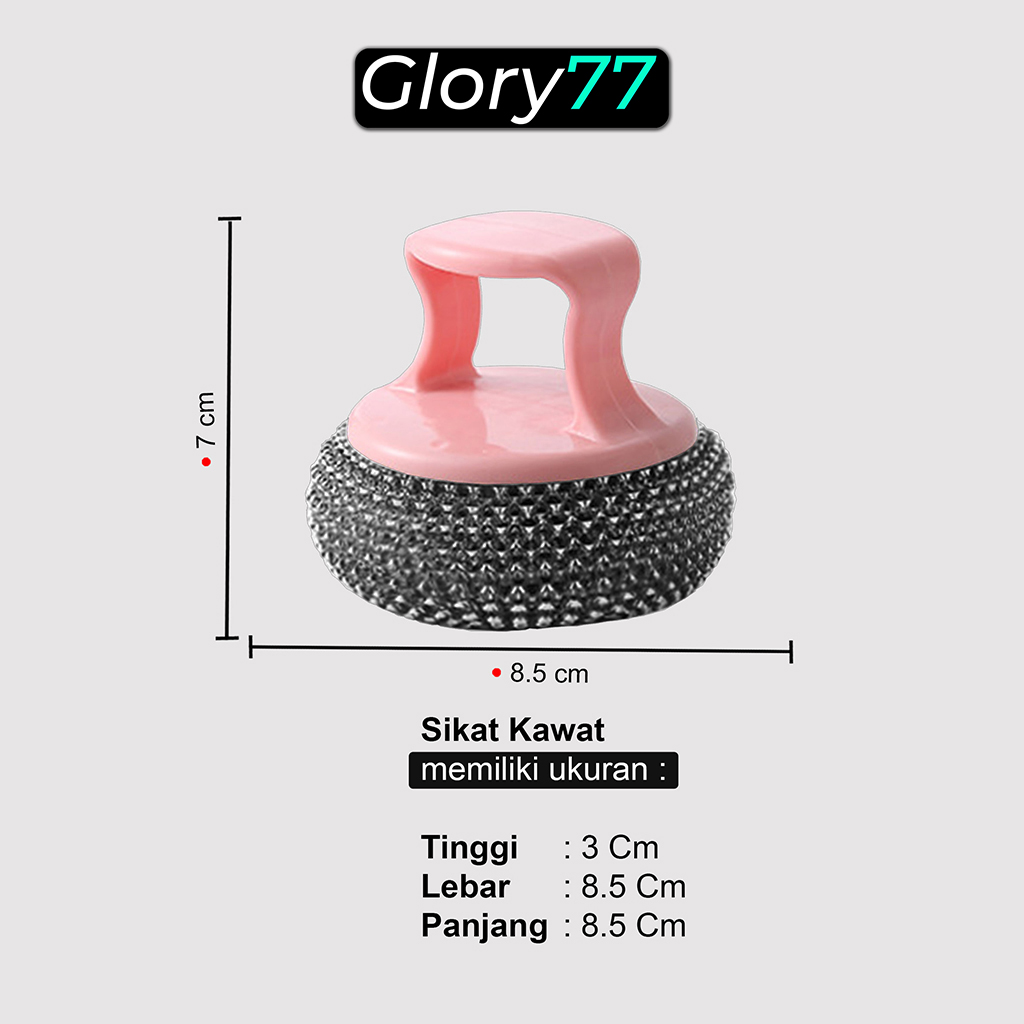 Glory77
7 cm
8.5 cm
Sikat Kawat
memiliki ukuran :
Tinggi : 3 Cm
Lebar : 8.5 Cm
Panjang : 8.5 Cm